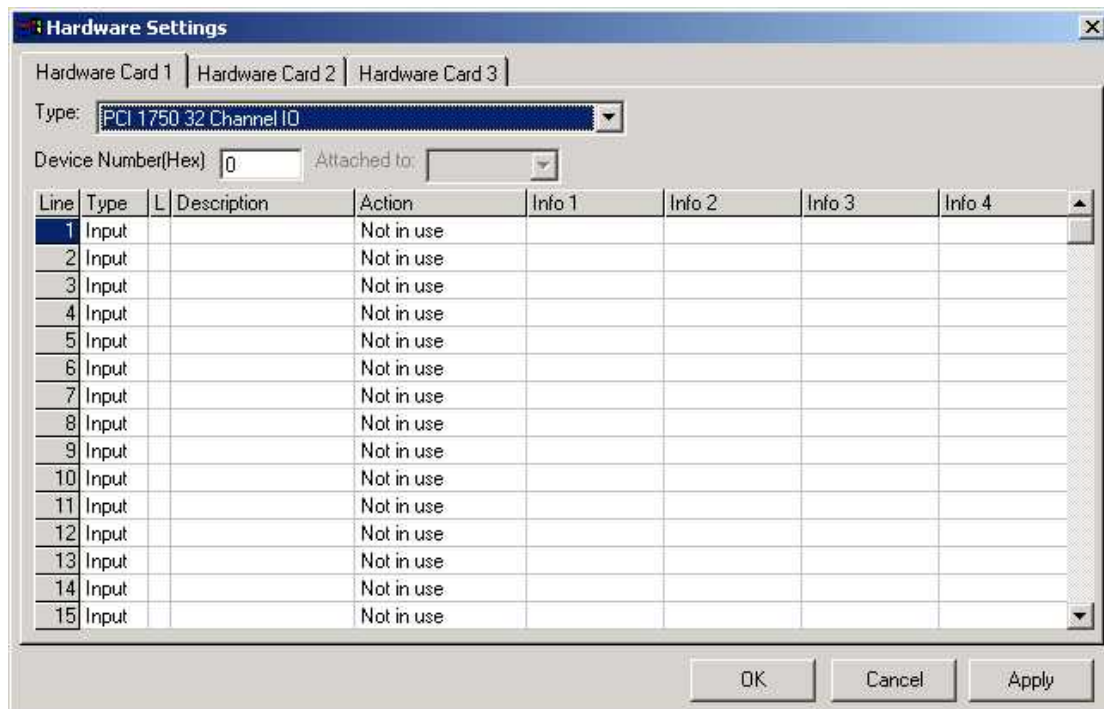 Hardware Settings
Hardware Card 1 Hardware Card 2 Hardware Card 3
Type: PCI 1750 32 Channel IO
Device Number(Hex) 0 Attached to:
Line Type L Description Action Info 1 Info 2 Info 3 Info 4
1 Input Not in use
2 Input Not in use
3 Input Not in use
4 Input Not in use
5 Input Not in use
6 Input Not in use
7 Input Not in use
8 Input Not in use
9 Input Not in use
10 Input Not in use
11 Input Not in use
12 Input Not in use
13 Input Not in use
14 Input Not in use
15 Input Not in use
OK Cancel Apply